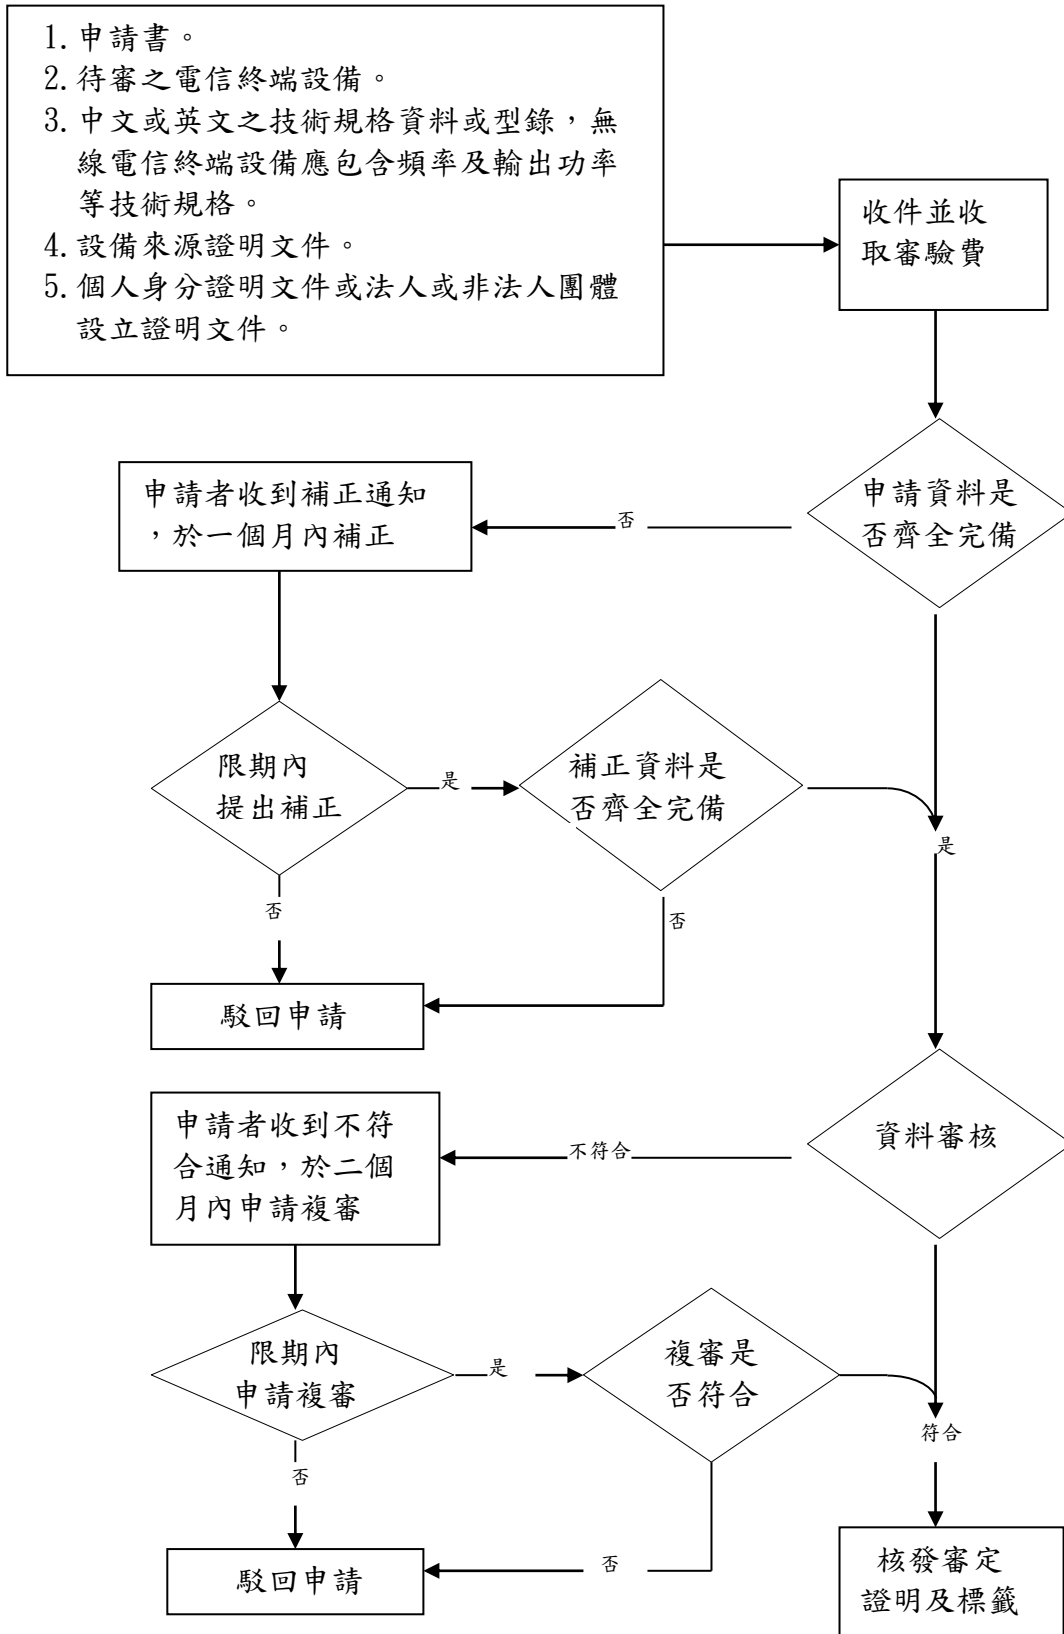 1. 申請書。
2. 待審之電信終端設備。
3. 中文或英文之技術規格資料或型錄，無
線電信終端設備應包含頻率及輸出功率
等技術規格。
4. 設備來源證明文件。
5. 個人身分證明文件或法人或非法人團體
設立證明文件。
收件並收
取審驗費
申請資料是
否齊全完備
否
申請者收到補正通知
，於一個月內補正
限期內
提出補正
是
補正資料是
否齊全完備
是
否
否
駁回申請
資料審核
不符合
申請者收到不符
合通知，於二個
月內申請複審
限期內
申請複審
是
複審是
否符合
符合
否
否
駁回申請
核發審定
證明及標籤